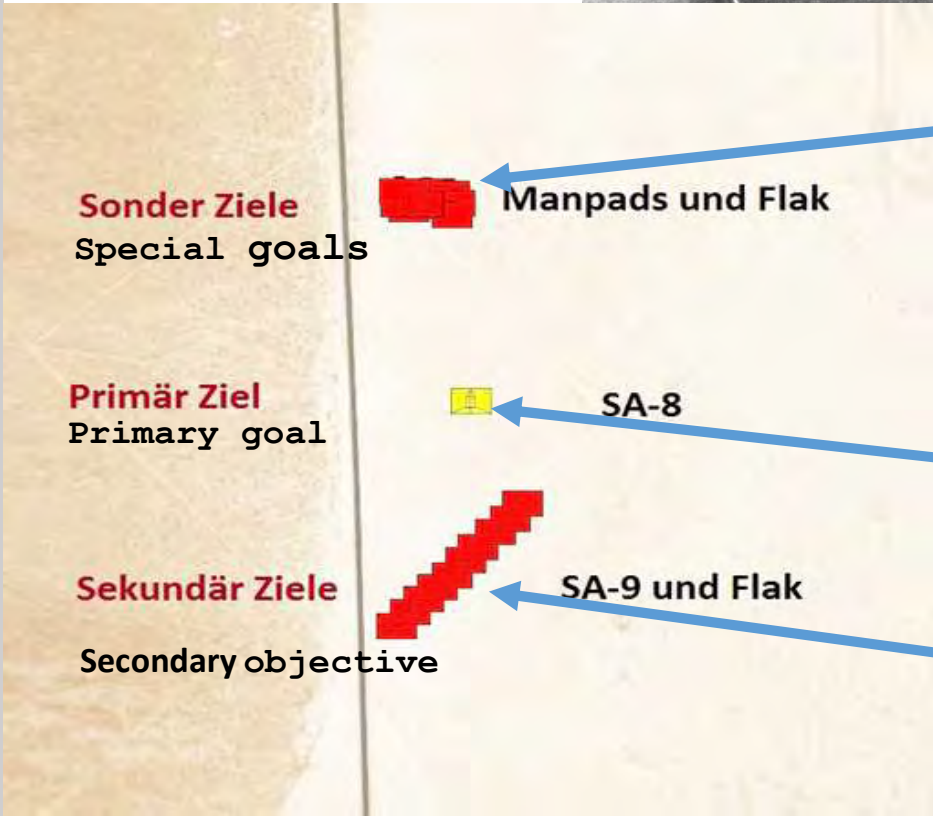 Sonder Ziele
Manpads und Flak
Special goals
Primär Ziel
SA-8
Primary goal
Sekundär Ziele
SA-9 und Flak
Secondary objective